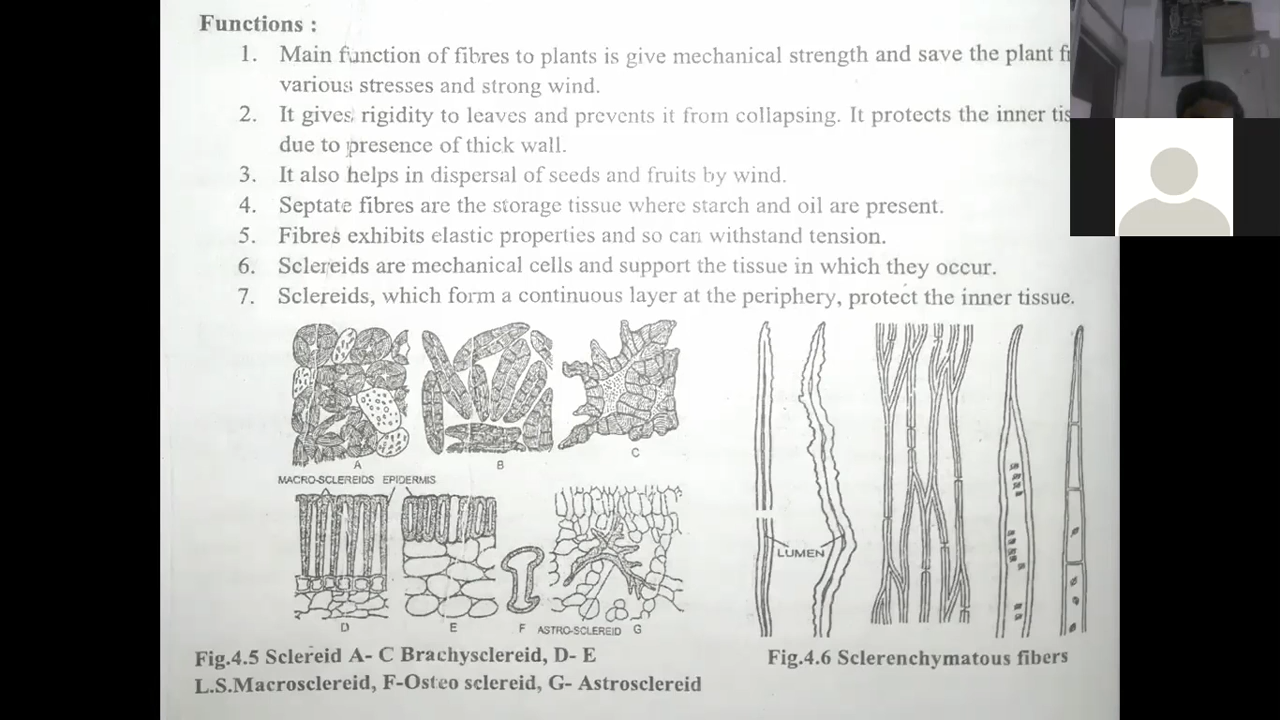 Functions :
1. Main function of fibres to plants is give mechanical strength and save the plant
various stresses and strong wind.
2. It gives rigidity to leaves and prevents it from collapsing. It protects the inner
due to presence of thick wall.
3. It also helps in dispersal of seeds and fruits by wind.
4. Septate fibres are the storage tissue where starch and oil are present.
5. Fibres exhibits elastic properties and so can withstand tension.
6. Sclereids are mechanical cells and support the tissue in which they occur.
7. Sclereids, which form a continuous layer at the periphery, protect the inner tissue.
A B C
MACRO-SCLEREIDS EPIDERMIS
LUMEN
D E F ASTRO-SCLEREID G
Fig.4.5 Sclereid A- C Brachysclereid, D- E
L.S.Macrosclereid, F-Osteo sclereid, G- Astrosclereid
Fig.4.6 Sclerenchymatous fibers